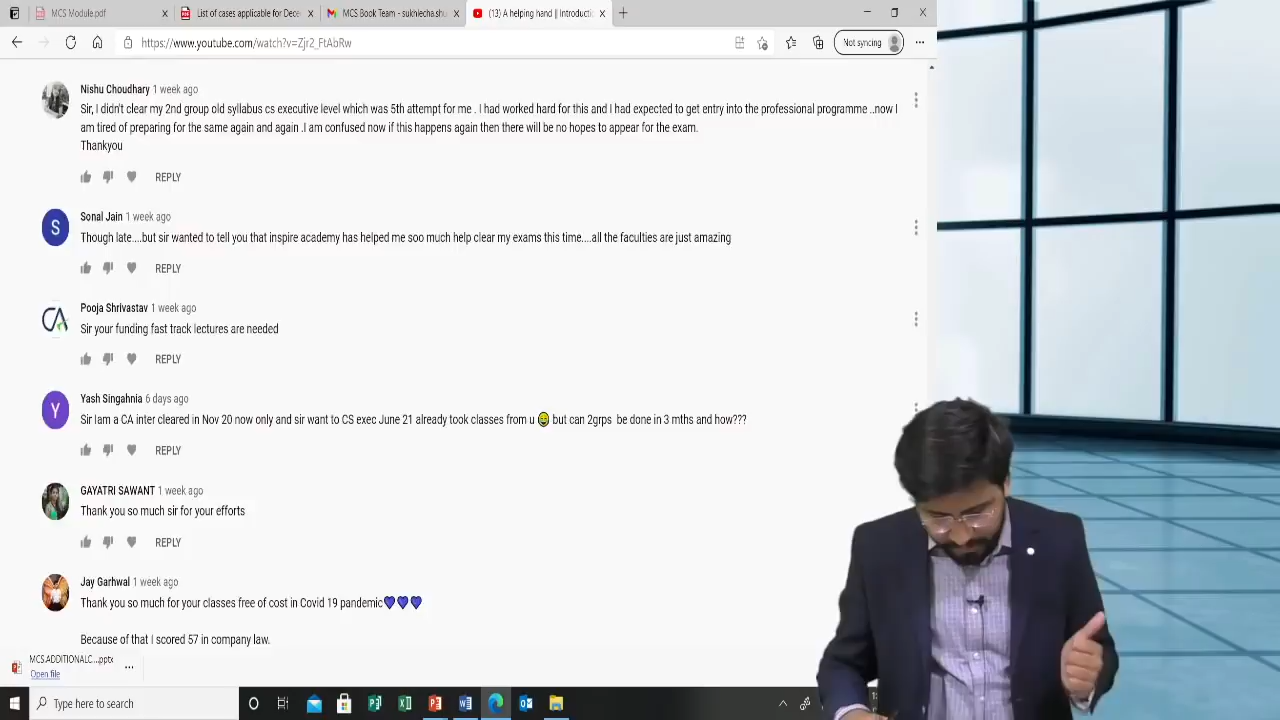 MCS Module.pdf
List of forms applicable for Dece
MCS Book Team - sukhlecha.sh
(13) A helping hand || Introducti
https://www.youtube.com/watch?v=Zjr2_FtAbRw
Not syncing
Nishu Choudhary 1 week ago
Sir, I didn't clear my 2nd group old syllabus cs executive level which was 5th attempt for me . I had worked hard for this and I had expected to get entry into the professional programme ..now I
am tired of preparing for the same again and again .I am confused now if this happens again then there will be no hopes to appear for the exam.
Thankyou
REPLY
S
Sonal Jain 1 week ago
Though late....but sir wanted to tell you that inspire academy has helped me soo much help clear my exams this time....all the faculties are just amazing
REPLY
CA
Pooja Shrivastav 1 week ago
Sir your funding fast track lectures are needed
REPLY
Y
Yash Singahnia 6 days ago
Sir Iam a CA inter cleared in Nov 20 now only and sir want to CS exec June 21 already took classes from u 😂 but can 2grps be done in 3 mths and how???
REPLY
GAYATRI SAWANT 1 week ago
Thank you so much sir for your efforts
REPLY
Jay Garhwal 1 week ago
Thank you so much for your classes free of cost in Covid 19 pandemic💜💜💜
Because of that I scored 57 in company law.
MCS.ADDITIONALC....pptx
Open file
Type here to search